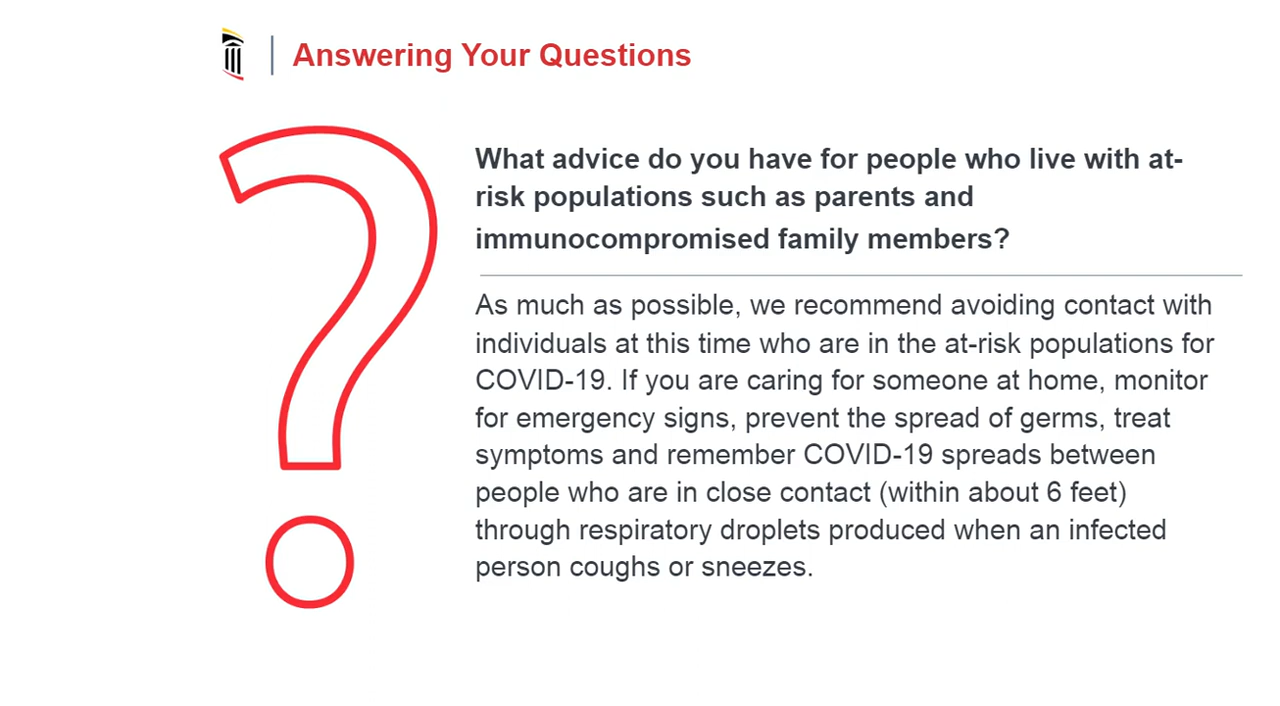 Answering Your Questions
What advice do you have for people who live with at-
risk populations such as parents and
immunocompromised family members?
As much as possible, we recommend avoiding contact with
individuals at this time who are in the at-risk populations for
COVID-19. If you are caring for someone at home, monitor
for emergency signs, prevent the spread of germs, treat
symptoms and remember COVID-19 spreads between
people who are in close contact (within about 6 feet)
through respiratory droplets produced when an infected
person coughs or sneezes.